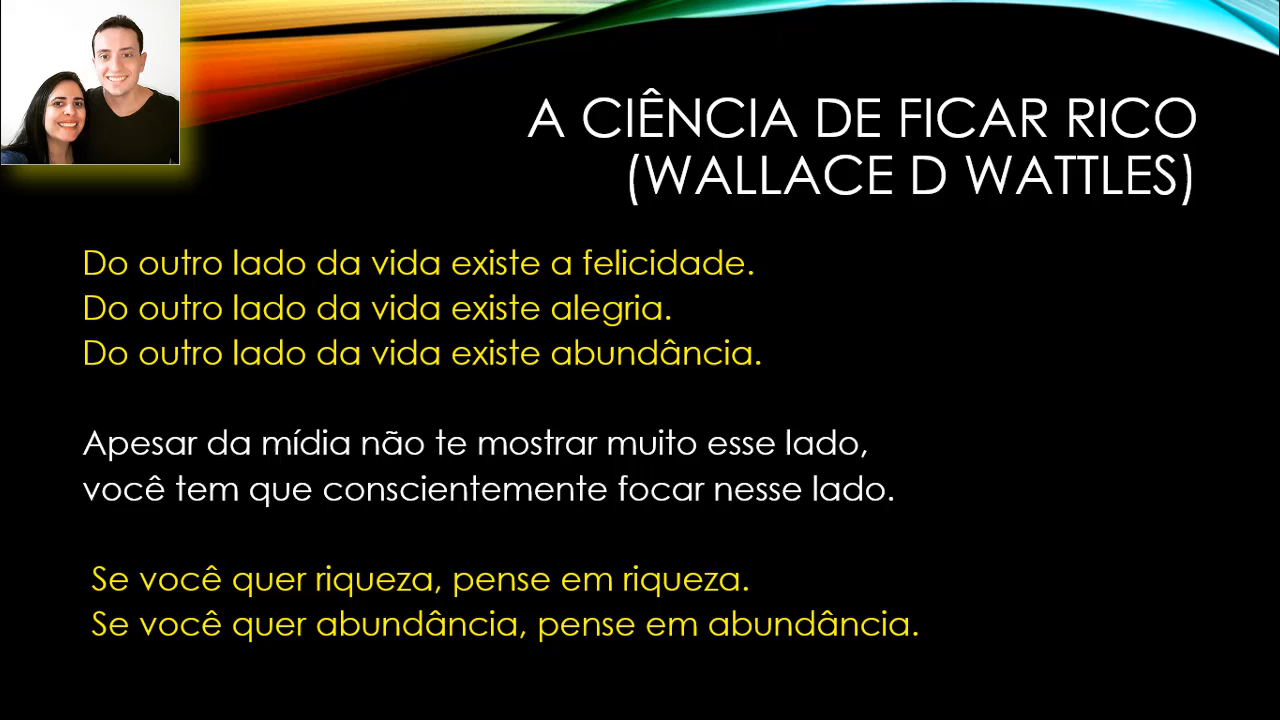 A CIÊNCIA DE FICAR RICO
(WALLACE D WATTLES)
Do outro lado da vida existe a felicidade.
Do outro lado da vida existe alegria.
Do outro lado da vida existe abundância.
Apesar da mídia não te mostrar muito esse lado,
você tem que conscientemente focar nesse lado.
Se você quer riqueza, pense em riqueza.
Se você quer abundância, pense em abundância.